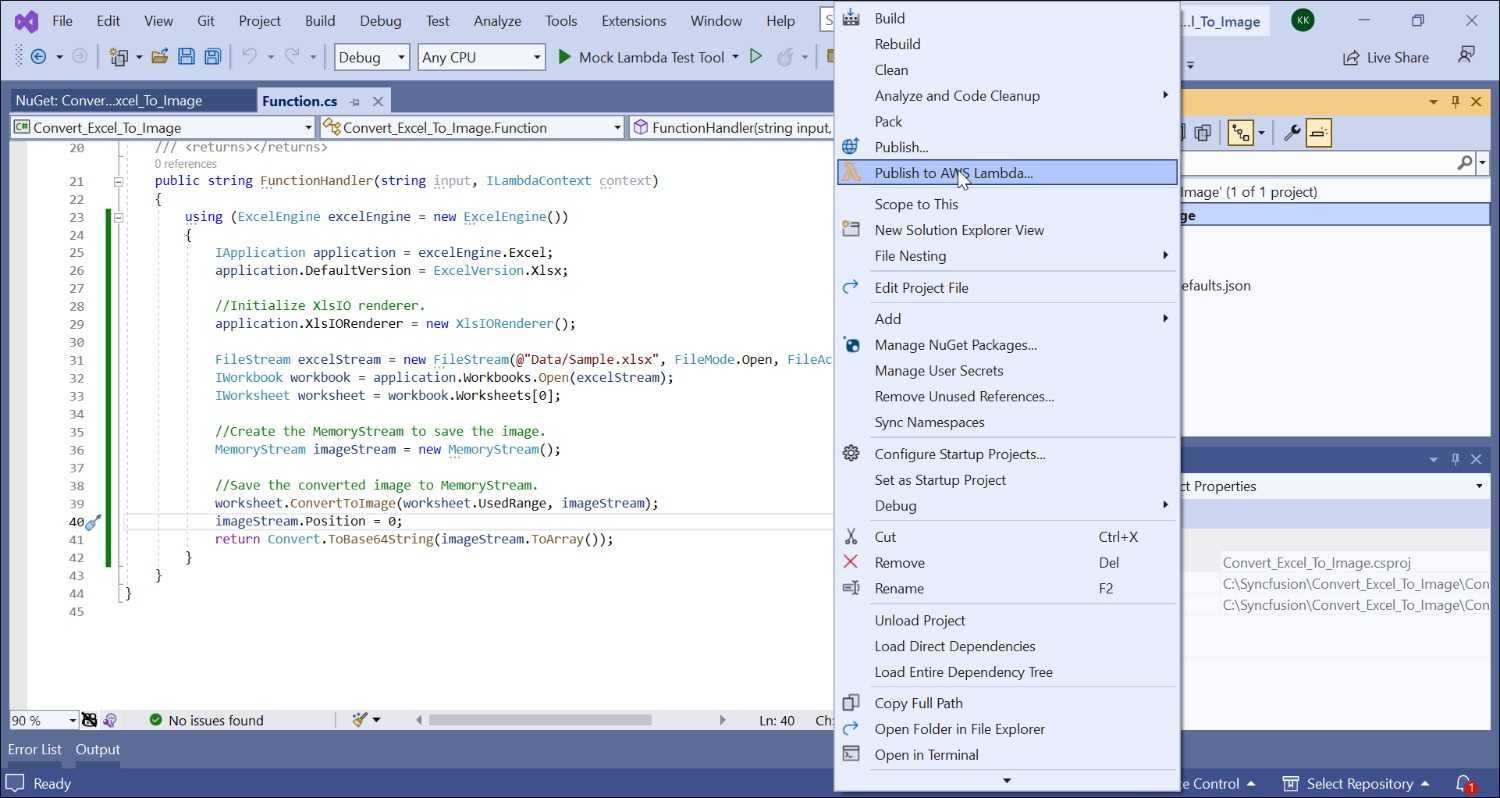 File Edit View Git Project Build Debug Test Analyze Tools Extensions Window Help
...l_To_Image
KK
Debug Any CPU Mock Lambda Test Tool
Live Share
NuGet: Conver...xcel_To_Image Function.cs
Convert_Excel_To_Image Convert_Excel_To_Image.Function FunctionHandler(string input,
20 /// <returns></returns>
0 references
21 public string FunctionHandler(string input, ILambdaContext context)
22 {
23 using (ExcelEngine excelEngine = new ExcelEngine())
24 {
25 IApplication application = excelEngine.Excel;
26 application.DefaultVersion = ExcelVersion.Xlsx;
27
28 //Initialize XlsIO renderer.
29 application.XlsIORenderer = new XlsIORenderer();
30
31 FileStream excelStream = new FileStream(@"Data/Sample.xlsx", FileMode.Open, FileAc
32 IWorkbook workbook = application.Workbooks.Open(excelStream);
33 IWorksheet worksheet = workbook.Worksheets[0];
34
35 //Create the MemoryStream to save the image.
36 MemoryStream imageStream = new MemoryStream();
37
38 //Save the converted image to MemoryStream.
39 worksheet.ConvertToImage(worksheet.UsedRange, imageStream);
40 imageStream.Position = 0;
41 return Convert.ToBase64String(imageStream.ToArray());
42 }
43 }
44 }
45
90 % No issues found Ln: 40 Ch:
Error List Output
Ready
Build
Rebuild
Clean
Analyze and Code Cleanup
Pack
Publish...
Publish to AWS Lambda...
Scope to This
New Solution Explorer View
File Nesting
Edit Project File
Add
Manage NuGet Packages...
Manage User Secrets
Remove Unused References...
Sync Namespaces
Configure Startup Projects...
Set as Startup Project
Debug
Cut Ctrl+X
Remove Del
Rename F2
Unload Project
Load Direct Dependencies
Load Entire Dependency Tree
Copy Full Path
Open Folder in File Explorer
Open in Terminal
mage' (1 of 1 project)
ge
efaults.json
ct Properties
Convert_Excel_To_Image.csproj
C:\Syncfusion\Convert_Excel_To_Image\Con
C:\Syncfusion\Convert_Excel_To_Image\Con
e Control Select Repository 1